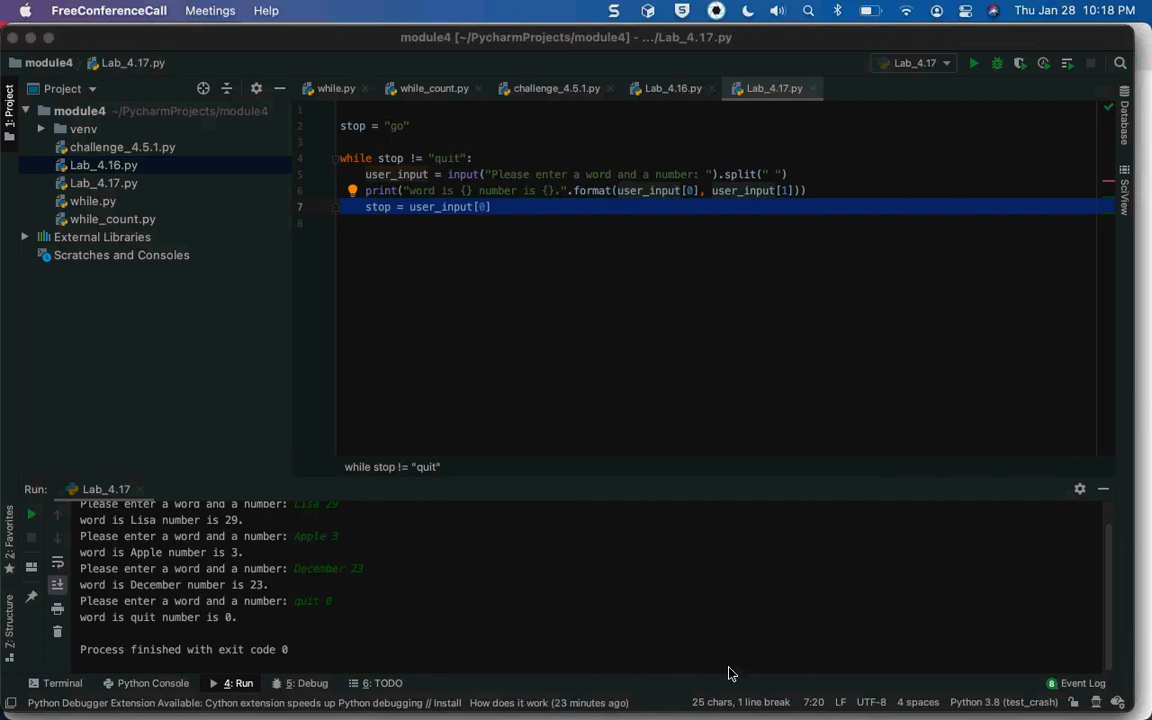 FreeConferenceCall Meetings Help Thu Jan 28 10:18 PM
module4 [~/PycharmProjects/module4] - .../Lab_4.17.py
module4 Lab_4.17.py Lab_4.17
Project while.py while_count.py challenge_4.5.1.py Lab_4.16.py Lab_4.17.py
1: Project
module4 ~/PycharmProjects/module4
venv
challenge_4.5.1.py
Lab_4.16.py
Lab_4.17.py
while.py
while_count.py
External Libraries
Scratches and Consoles
1
2 stop = "go"
3
4 while stop != "quit":
5 user_input = input("Please enter a word and a number: ").split(" ")
6 print("word is {} number is {}.".format(user_input[0], user_input[1]))
7 stop = user_input[0]
8
Database
SciView
while stop != "quit"
Run: Lab_4.17
Please enter a word and a number: Lisa 29
word is Lisa number is 29.
Please enter a word and a number: Apple 3
word is Apple number is 3.
Please enter a word and a number: December 23
word is December number is 23.
Please enter a word and a number: quit 0
word is quit number is 0.
Process finished with exit code 0
2: Favorites
7: Structure
Terminal Python Console 4: Run 5: Debug 6: TODO 8 Event Log
Python Debugger Extension Available: Cython extension speeds up Python debugging // Install How does it work (23 minutes ago) 25 chars, 1 line break 7:20 LF UTF-8 4 spaces Python 3.8 (test_crash)